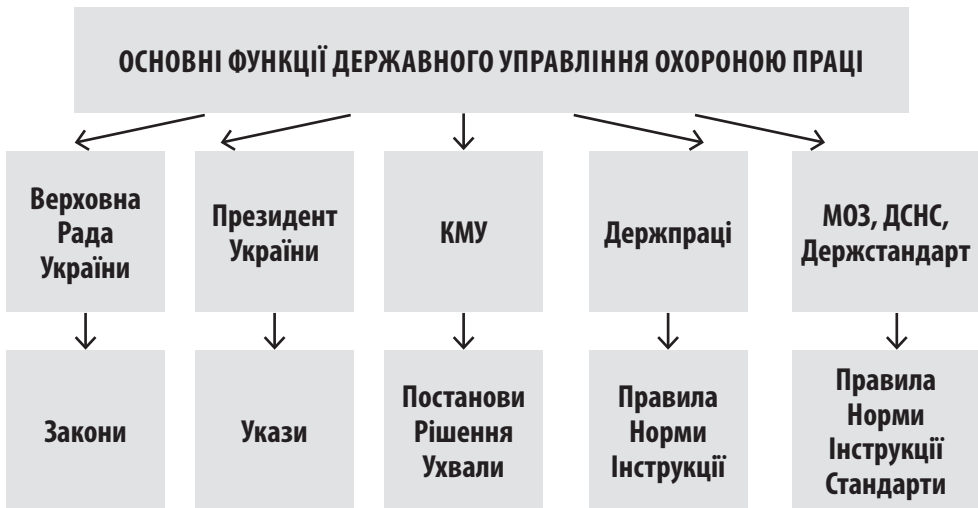 ОСНОВНІ ФУНКЦІЇ ДЕРЖАВНОГО УПРАВЛІННЯ ОХОРОНОЮ ПРАЦІ
Верховна
Рада
України
Президент
України
КМУ
Держпраці
МОЗ, ДСНС,
Держстандарт
Закони
Укази
Постанови
Рішення
Ухвали
Правила
Норми
Інструкції
Правила
Норми
Інструкції
Стандарти